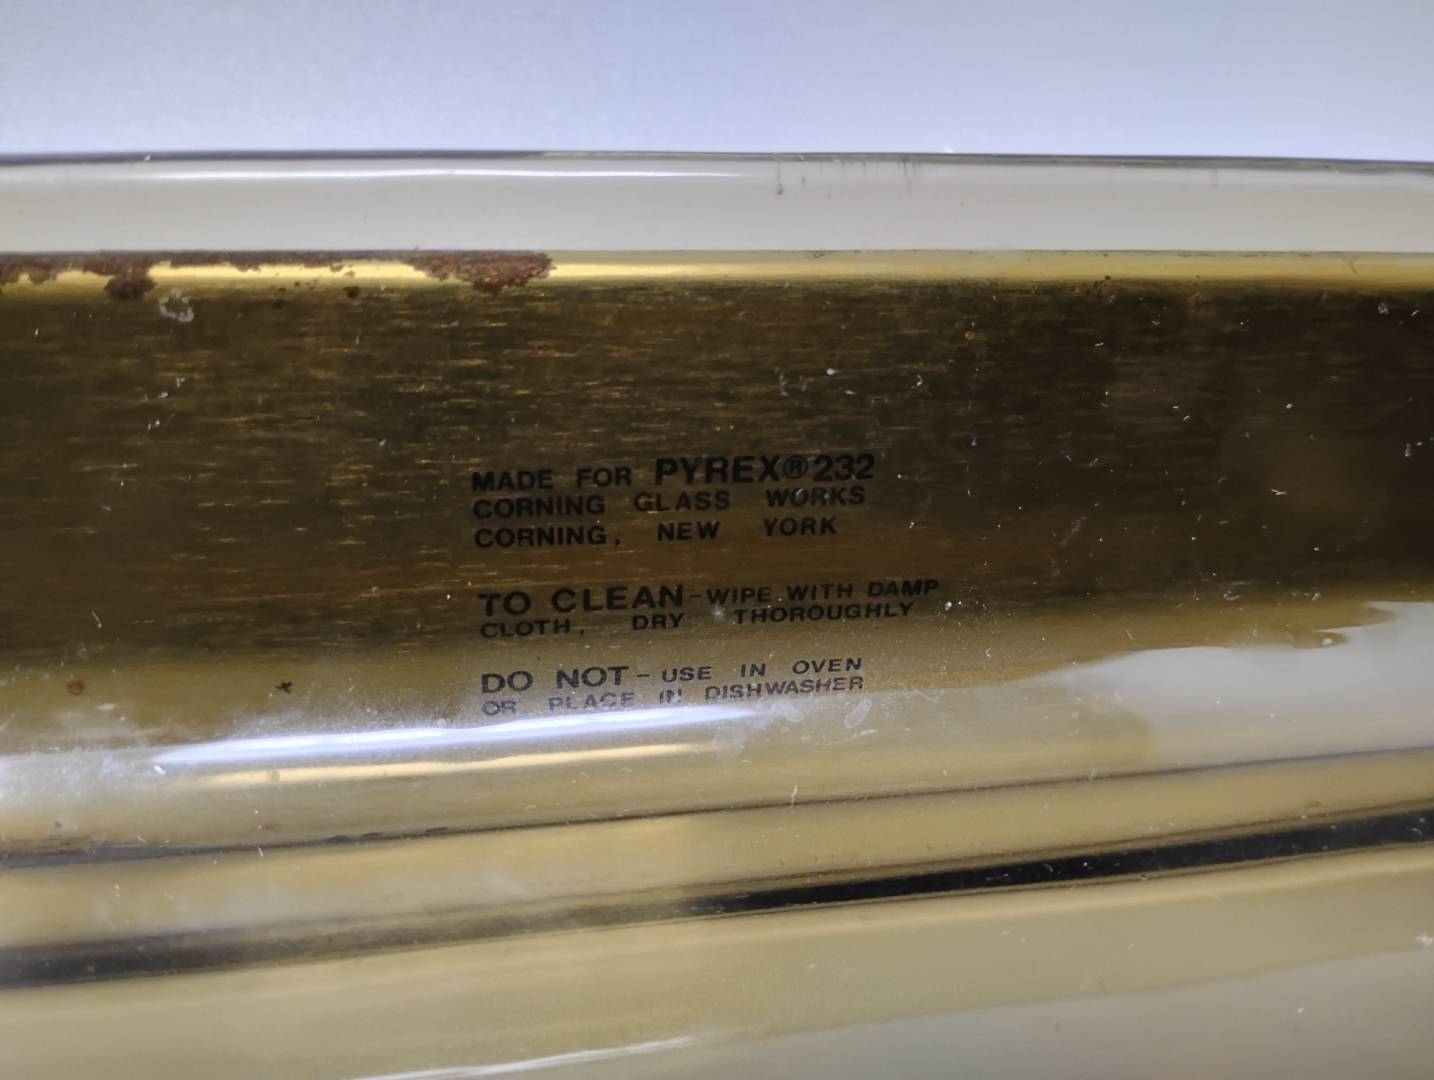 MADE FOR PYREX®232
CORNING GLASS WORKS
CORNING, NEW YORK
TO CLEAN-WIPE WITH DAMP
CLOTH, DRY THOROUGHLY
DO NOT-USE IN OVEN
OR PLACE IN DISHWASHER